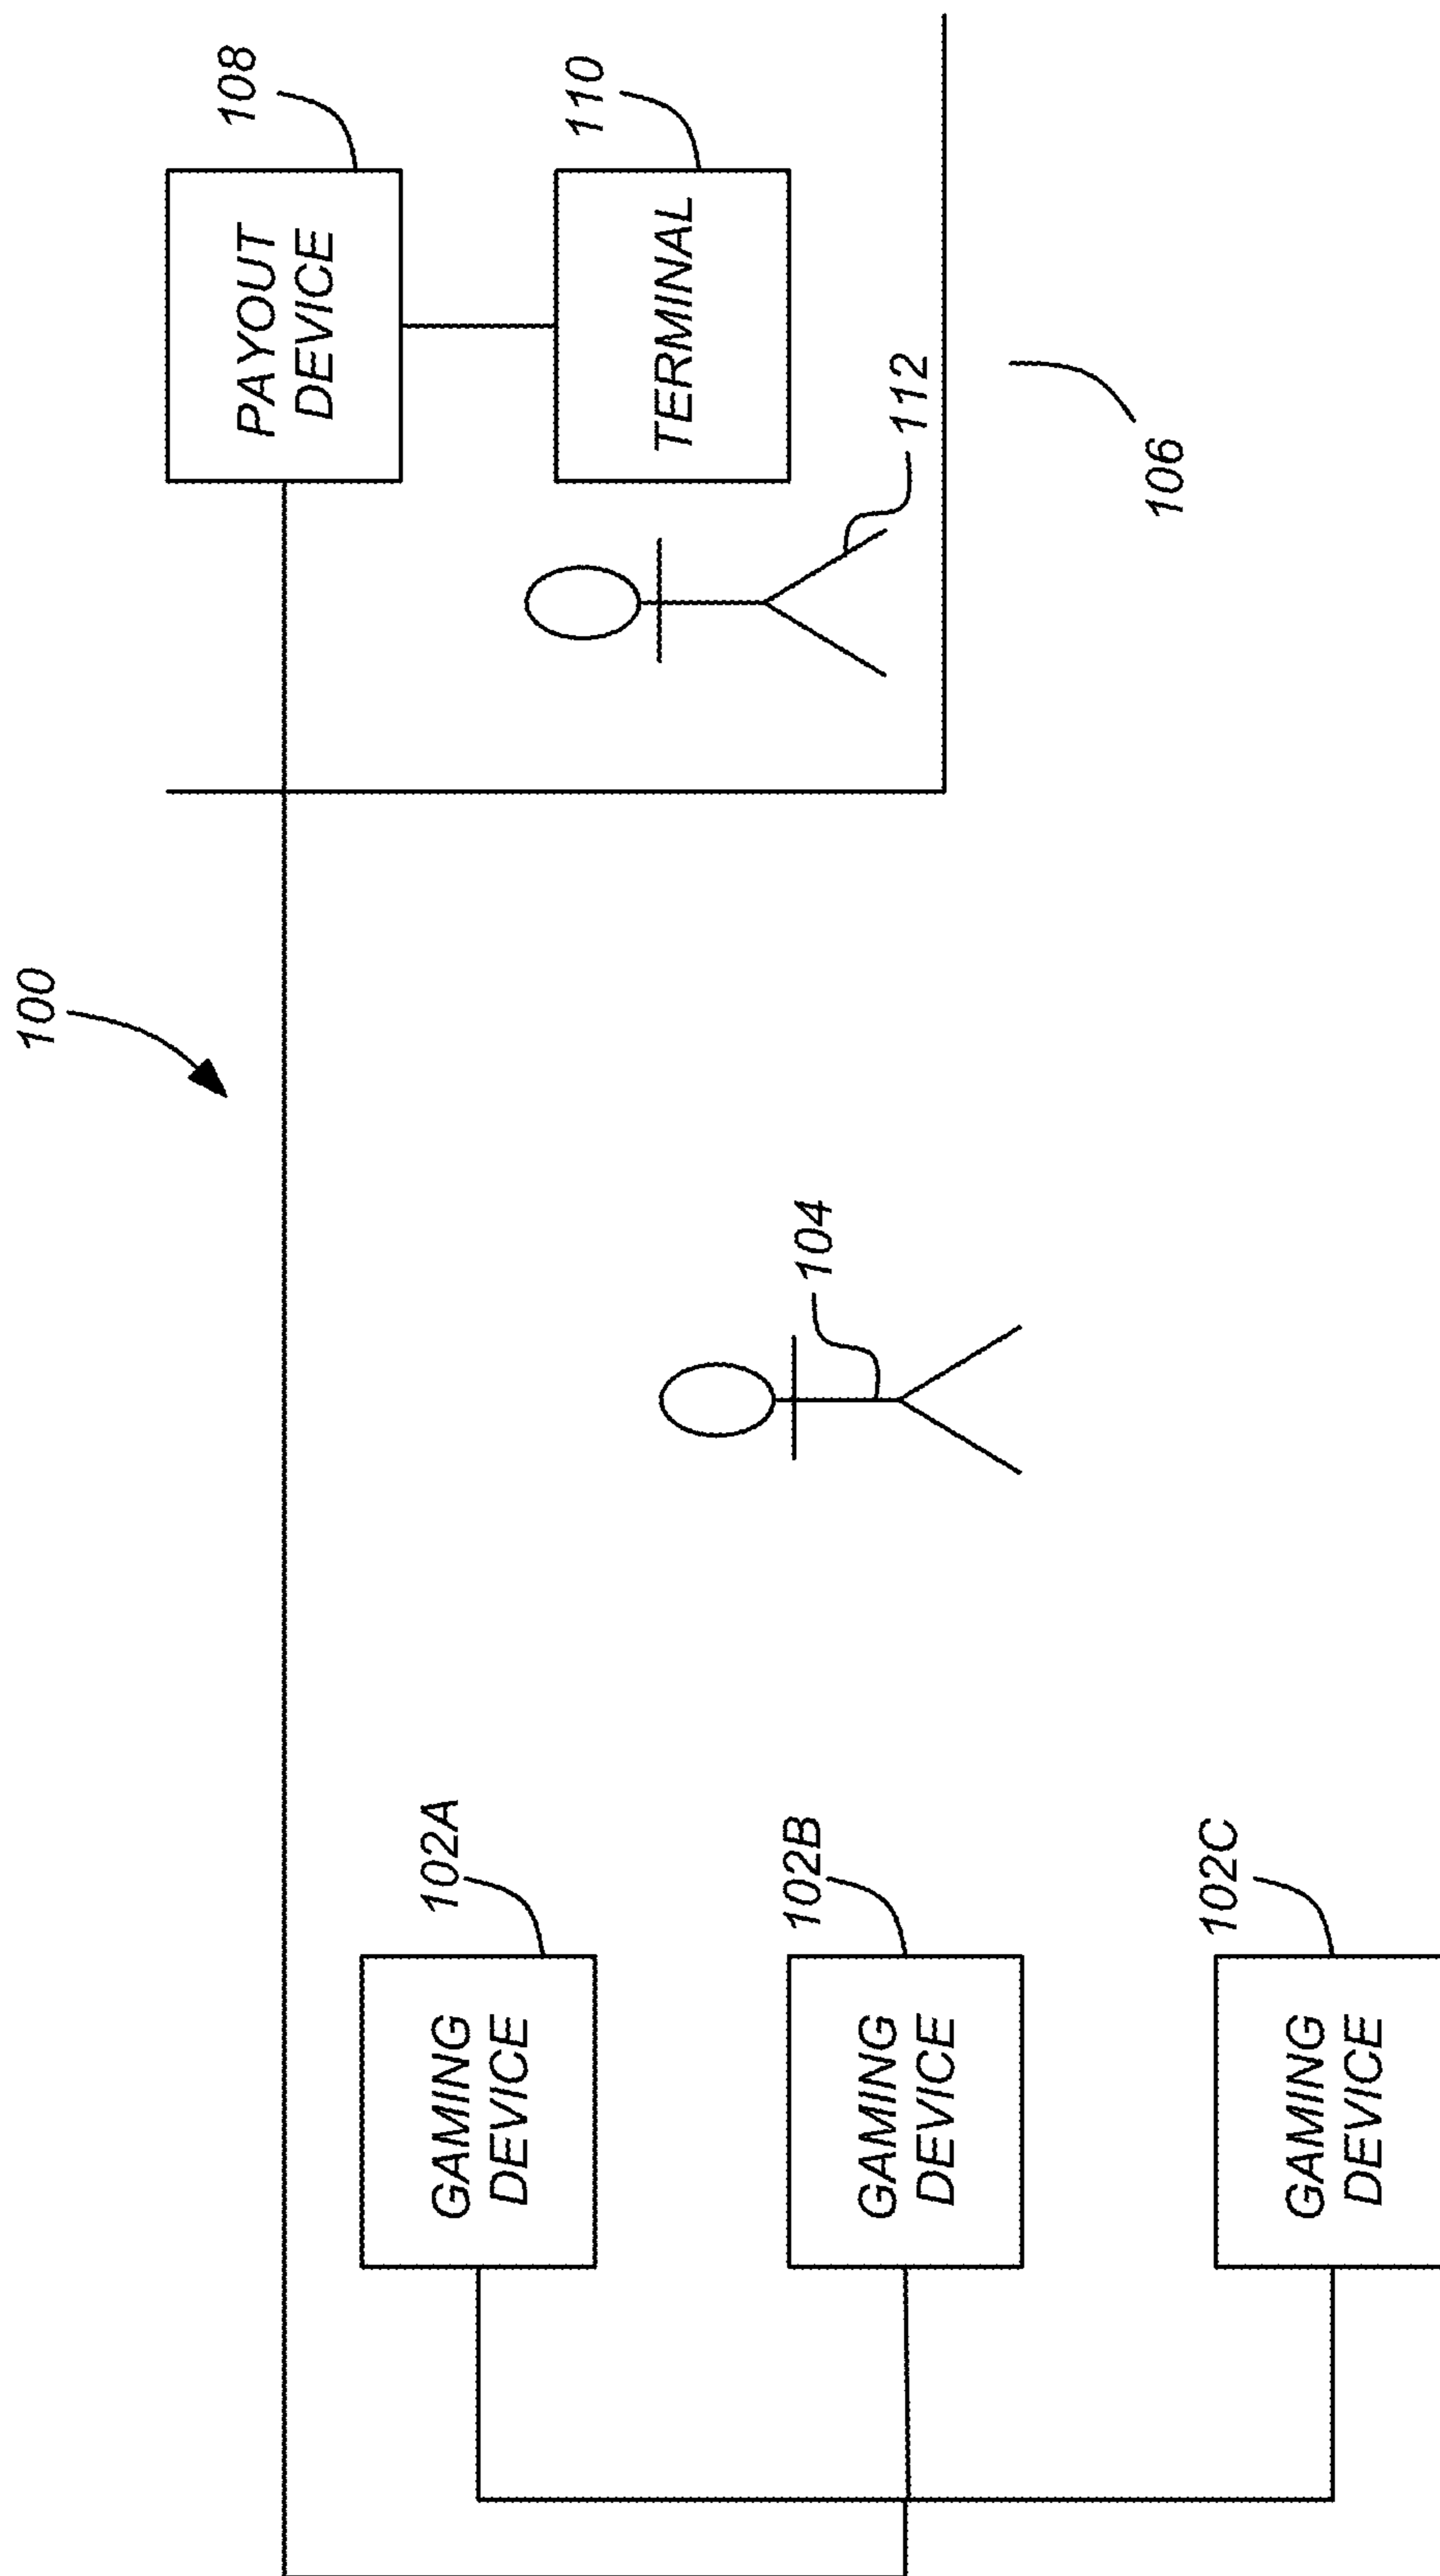 100
102A
GAMING
DEVICE
102B
GAMING
DEVICE
102C
GAMING
DEVICE
104
108
PAYOUT
DEVICE
110
TERMINAL
112
106